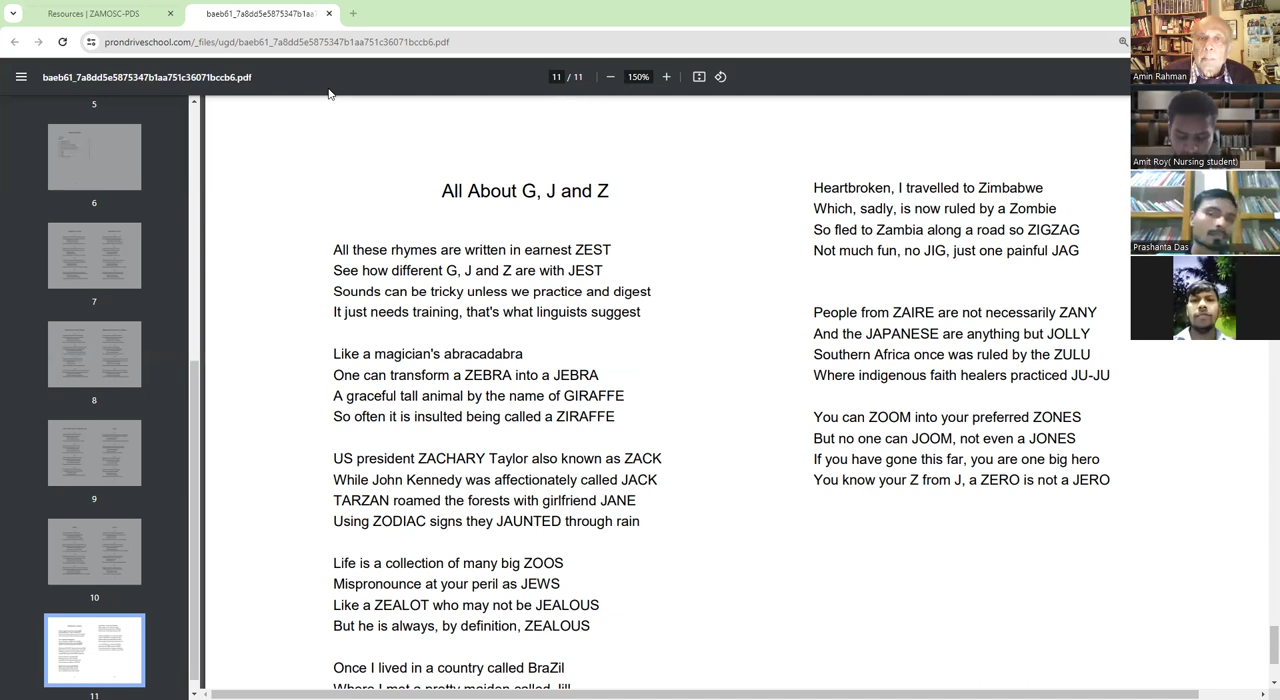 Resources | ZAMOSC-PDS
baeb61_7a8dd5e5875347b1aa7
prondriveschool.com/_files/ugd/baeb61_7a8dd5e5875347b1aa751c36071bccb6.pdf
baeb61_7a8dd5e5875347b1aa751c36071bccb6.pdf
11 / 11
150%
5
6
7
8
9
10
11
All About G, J and Z
All these rhymes are written in earnest ZEST
See how different G, J and Z are with JEST
Sounds can be tricky unless we practice and digest
It just needs training, that's what linguists suggest
Like a magician's abracadabra
One can transform a ZEBRA into a JEBRA
A graceful tall animal by the name of GIRAFFE
So often it is insulted being called a ZIRAFFE
US president ZACHARY Taylor also known as ZACK
While John Kennedy was affectionately called JACK
TARZAN roamed the forests with girlfriend JANE
Using ZODIAC signs they JAUNTED through rain
Life is a collection of many big ZOOS
Mispronounce at your peril as JEWS
Like a ZEALOT who may not be JEALOUS
But he is always, by definition, ZEALOUS
Once I lived in a country called BraZil
Where I met a pretty maiden called Jill
Heartbroken, I travelled to Zimbabwe
Which, sadly, is now ruled by a Zombie
So fled to Zambia along a road so ZIGZAG
Not much fun, no JIG, just one painful JAG
People from ZAIRE are not necessarily ZANY
And the JAPANESE are anything but JOLLY
Southern Africa once was ruled by the ZULU
Where indigenous faith healers practiced JU-JU
You can ZOOM into your preferred ZONES
But no one can JOOM, not even a JONES
If you have gone this far, you are one big hero
You know your Z from J, a ZERO is not a JERO
Amin Rahman
Amit Roy( Nursing student)
Prashanta Das